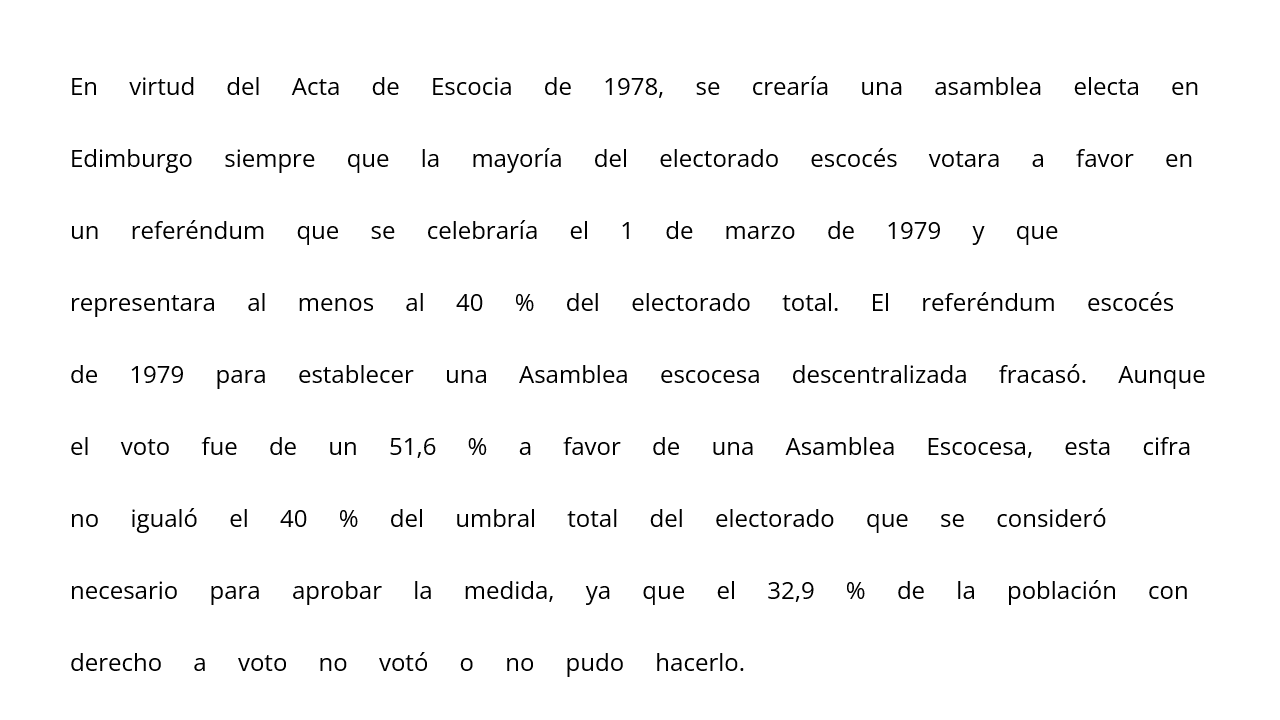 En virtud del Acta de Escocia de 1978, se crearía una asamblea electa en
Edimburgo siempre que la mayoría del electorado escocés votara a favor en
un referéndum que se celebraría el 1 de marzo de 1979 y que
representara al menos al 40 % del electorado total. El referéndum escocés
de 1979 para establecer una Asamblea escocesa descentralizada fracasó. Aunque
el voto fue de un 51,6 % a favor de una Asamblea Escocesa, esta cifra
no igualó el 40 % del umbral total del electorado que se consideró
necesario para aprobar la medida, ya que el 32,9 % de la población con
derecho a voto no votó o no pudo hacerlo.